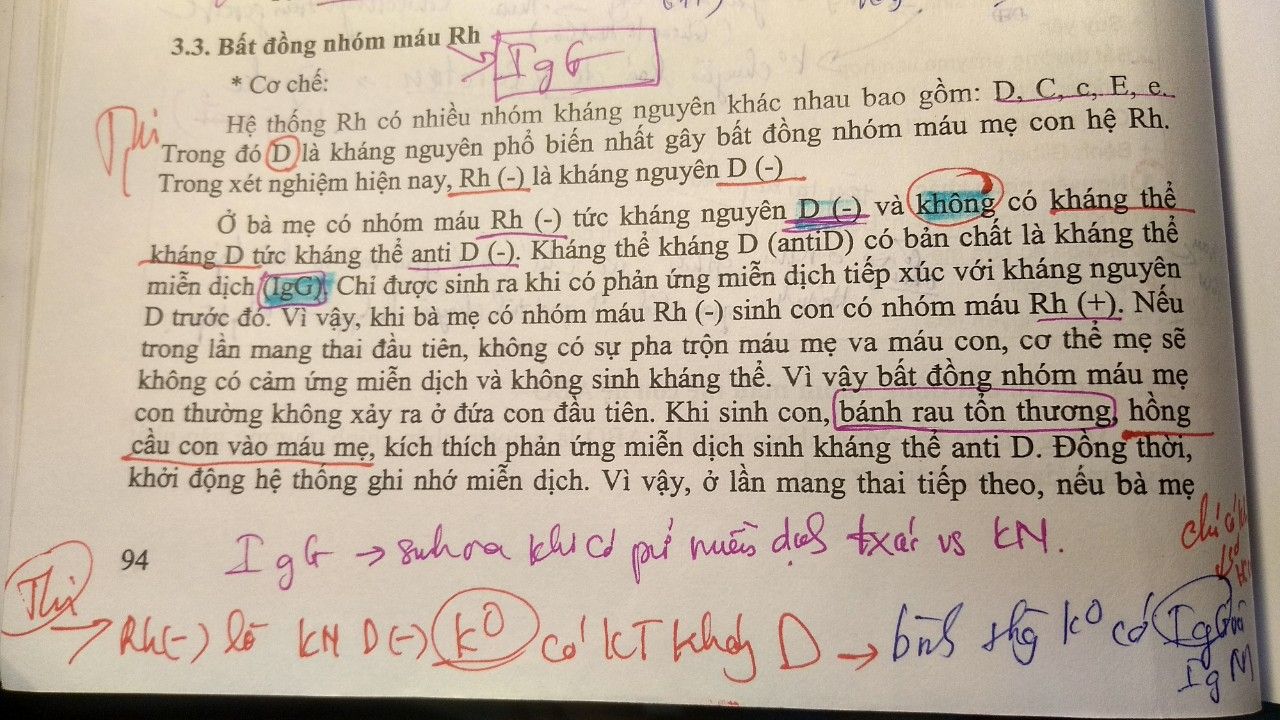 3.3. Bất đồng nhóm máu Rh
IgG
* Cơ chế:
Hệ thống Rh có nhiều nhóm kháng nguyên khác nhau bao gồm: D, C, c, E, e.
Trong đó D là kháng nguyên phổ biến nhất gây bất đồng nhóm máu mẹ con hệ Rh.
Trong xét nghiệm hiện nay, Rh (-) là kháng nguyên D (-)
Ở bà mẹ có nhóm máu Rh (-) tức kháng nguyên D (-) và không có kháng thể
kháng D tức kháng thể anti D (-). Kháng thể kháng D (antiD) có bản chất là kháng thể
miễn dịch (IgG). Chỉ được sinh ra khi có phản ứng miễn dịch tiếp xúc với kháng nguyên
D trước đó. Vì vậy, khi bà mẹ có nhóm máu Rh (-) sinh con có nhóm máu Rh (+). Nếu
trong lần mang thai đầu tiên, không có sự pha trộn máu mẹ va máu con, cơ thể mẹ sẽ
không có cảm ứng miễn dịch và không sinh kháng thể. Vì vậy bất đồng nhóm máu mẹ
con thường không xảy ra ở đứa con đầu tiên. Khi sinh con, bánh rau tổn thương, hồng
cầu con vào máu mẹ, kích thích phản ứng miễn dịch sinh kháng thể anti D. Đồng thời,
khởi động hệ thống ghi nhớ miễn dịch. Vì vậy, ở lần mang thai tiếp theo, nếu bà mẹ
IgG → sinh ra khi có pứ miễn dịch txúc vs KN.
94
Thi
→ Rh(-) là KN D(-) k0 có KT kháng D → bình thg k0 có IgG
IgM